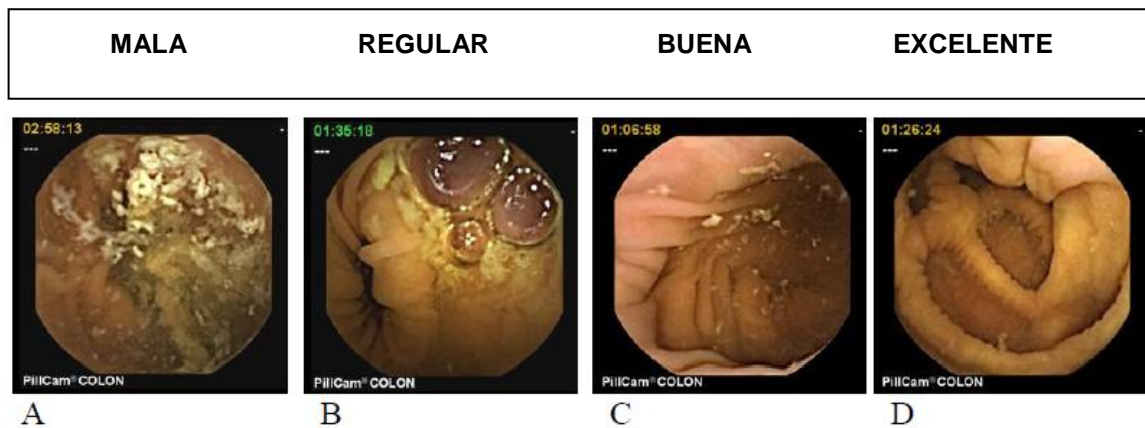 MALA REGULAR BUENA EXCELENTE
02:58:13 01:35:18 01:06:58 01:26:24
--- --- --- ---
PillCam® COLON PillCam® COLON PillCam® COLON PillCam® COLON
A B C D